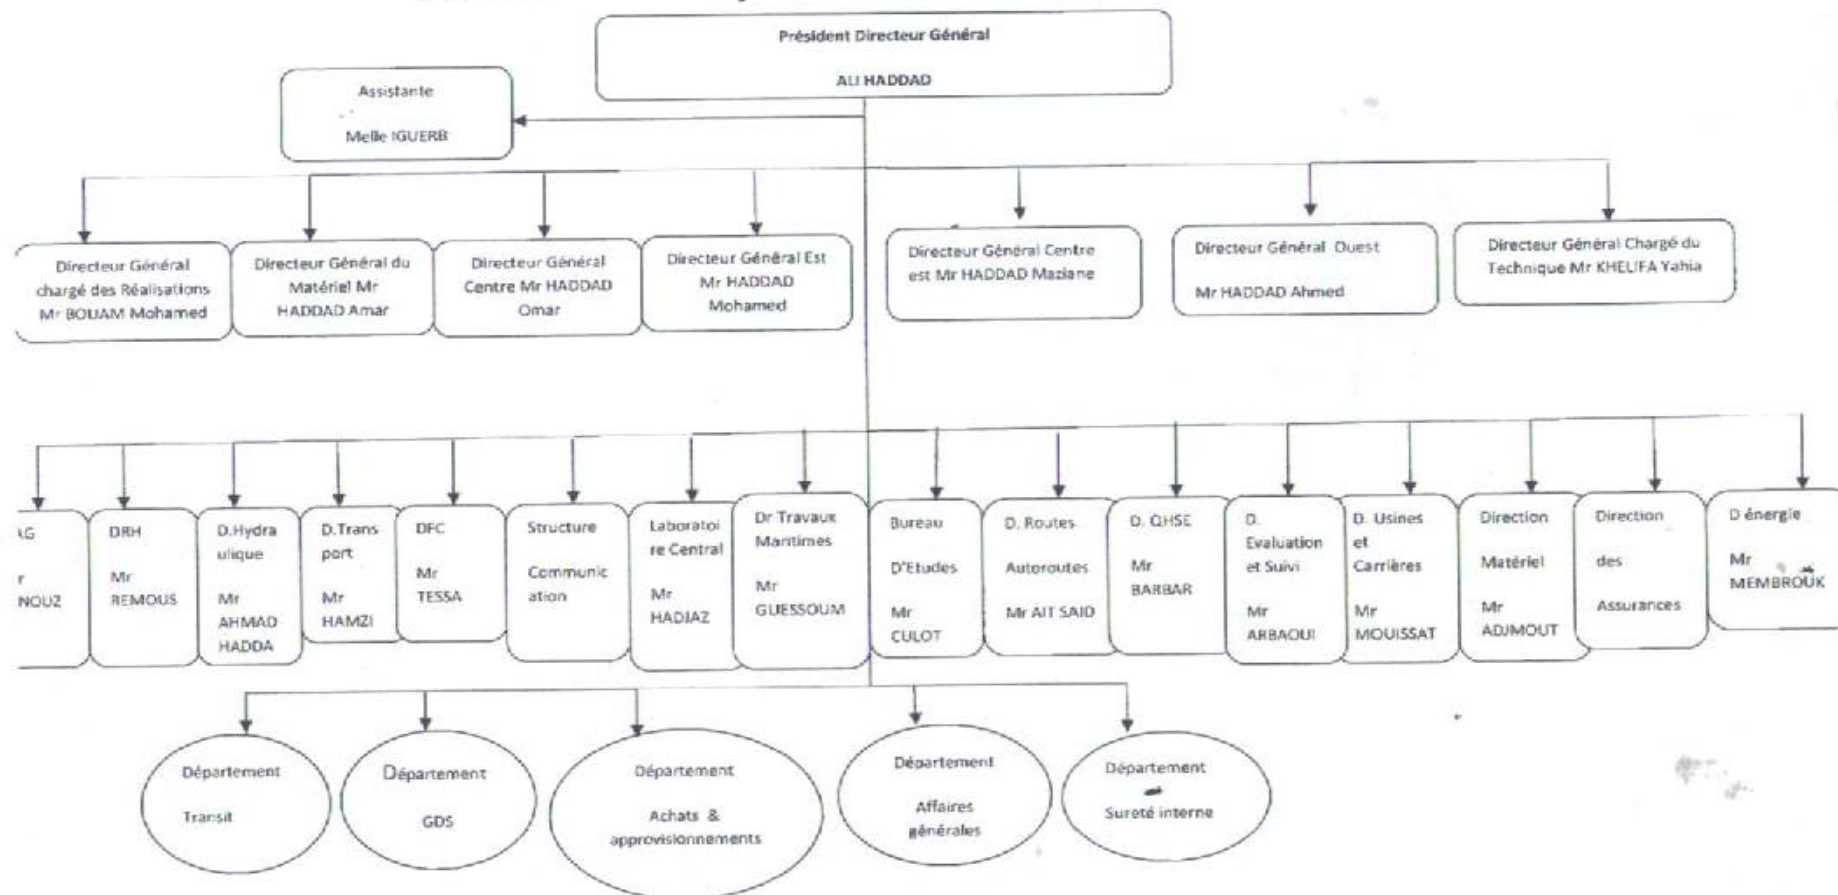 Président Directeur Général
ALI HADDAD
Assistante
Melle IGUERB
Directeur Général
chargé des Réalisations
Mr BOUAM Mohamed
Directeur Général du
Matériel Mr
HADDAD Amar
Directeur Général
Centre Mr HADDAD
Omar
Directeur Général Est
Mr HADDAD
Mohamed
Directeur Général Centre
est Mr HADDAD Maziane
Directeur Général Ouest
Mr HADDAD Ahmed
Directeur Général Chargé du
Technique Mr KHELIFA Yahia
AG
r
NOUZ
DRH
Mr
REMOUS
D.Hydra
ulique
Mr
AHMAD
HADDA
D.Trans
port
Mr
HAMZI
DFC
Mr
TESSA
Structure
Communic
ation
Laboratoi
re Central
Mr
HADJAZ
Dr Travaux
Maritimes
Mr
GUESSOUM
Bureau
D'Etudes
Mr
CULOT
D. Routes
Autoroutes
Mr AIT SAID
D. QHSE
Mr
BARBAR
D.
Evaluation
et Suivi
Mr
ARBAOUI
D. Usines
et
Carrières
Mr
MOUISSAT
Direction
Matériel
Mr
ADJMOUT
Direction
des
Assurances
D énergie
Mr
MEMBROUK
Département
Transit
Département
GDS
Département
Achats &
approvisionnements
Département
Affaires
générales
Département
Sureté interne